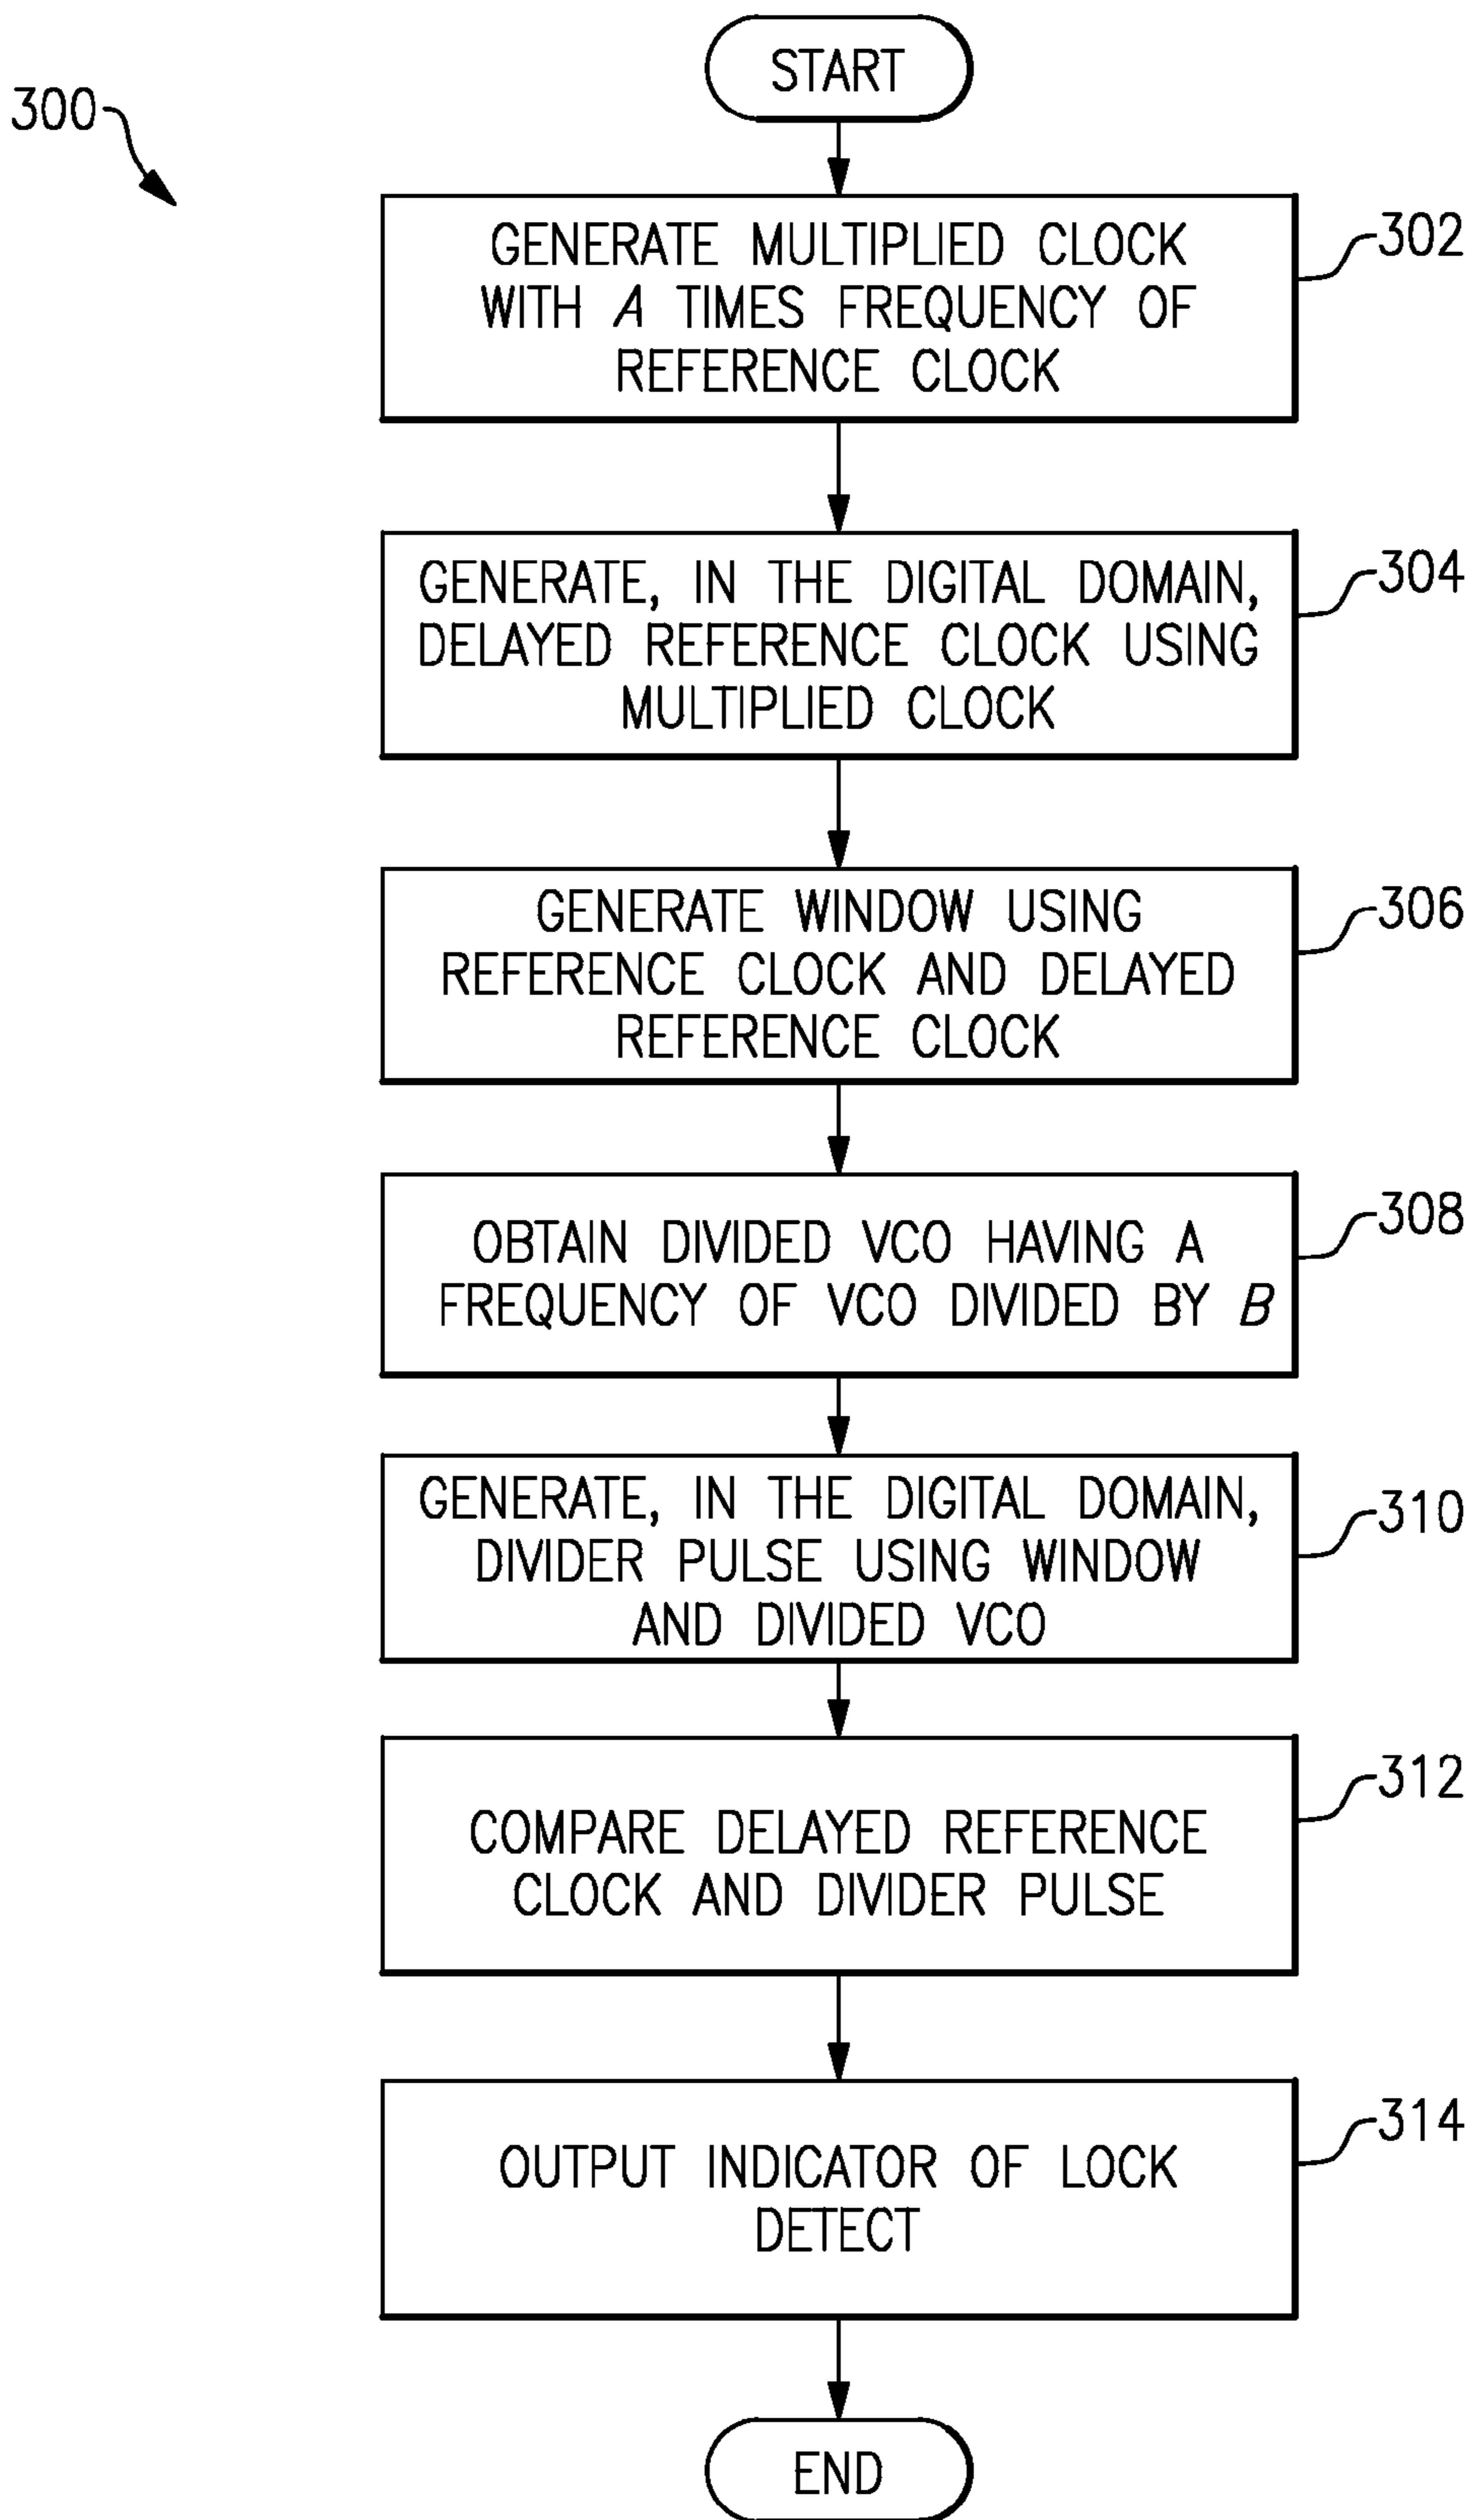 START
300
GENERATE MULTIPLIED CLOCK
WITH A TIMES FREQUENCY OF
REFERENCE CLOCK
302
GENERATE, IN THE DIGITAL DOMAIN,
DELAYED REFERENCE CLOCK USING
MULTIPLIED CLOCK
304
GENERATE WINDOW USING
REFERENCE CLOCK AND DELAYED
REFERENCE CLOCK
306
OBTAIN DIVIDED VCO HAVING A
FREQUENCY OF VCO DIVIDED BY B
308
GENERATE, IN THE DIGITAL DOMAIN,
DIVIDER PULSE USING WINDOW
AND DIVIDED VCO
310
COMPARE DELAYED REFERENCE
CLOCK AND DIVIDER PULSE
312
OUTPUT INDICATOR OF LOCK
DETECT
314
END